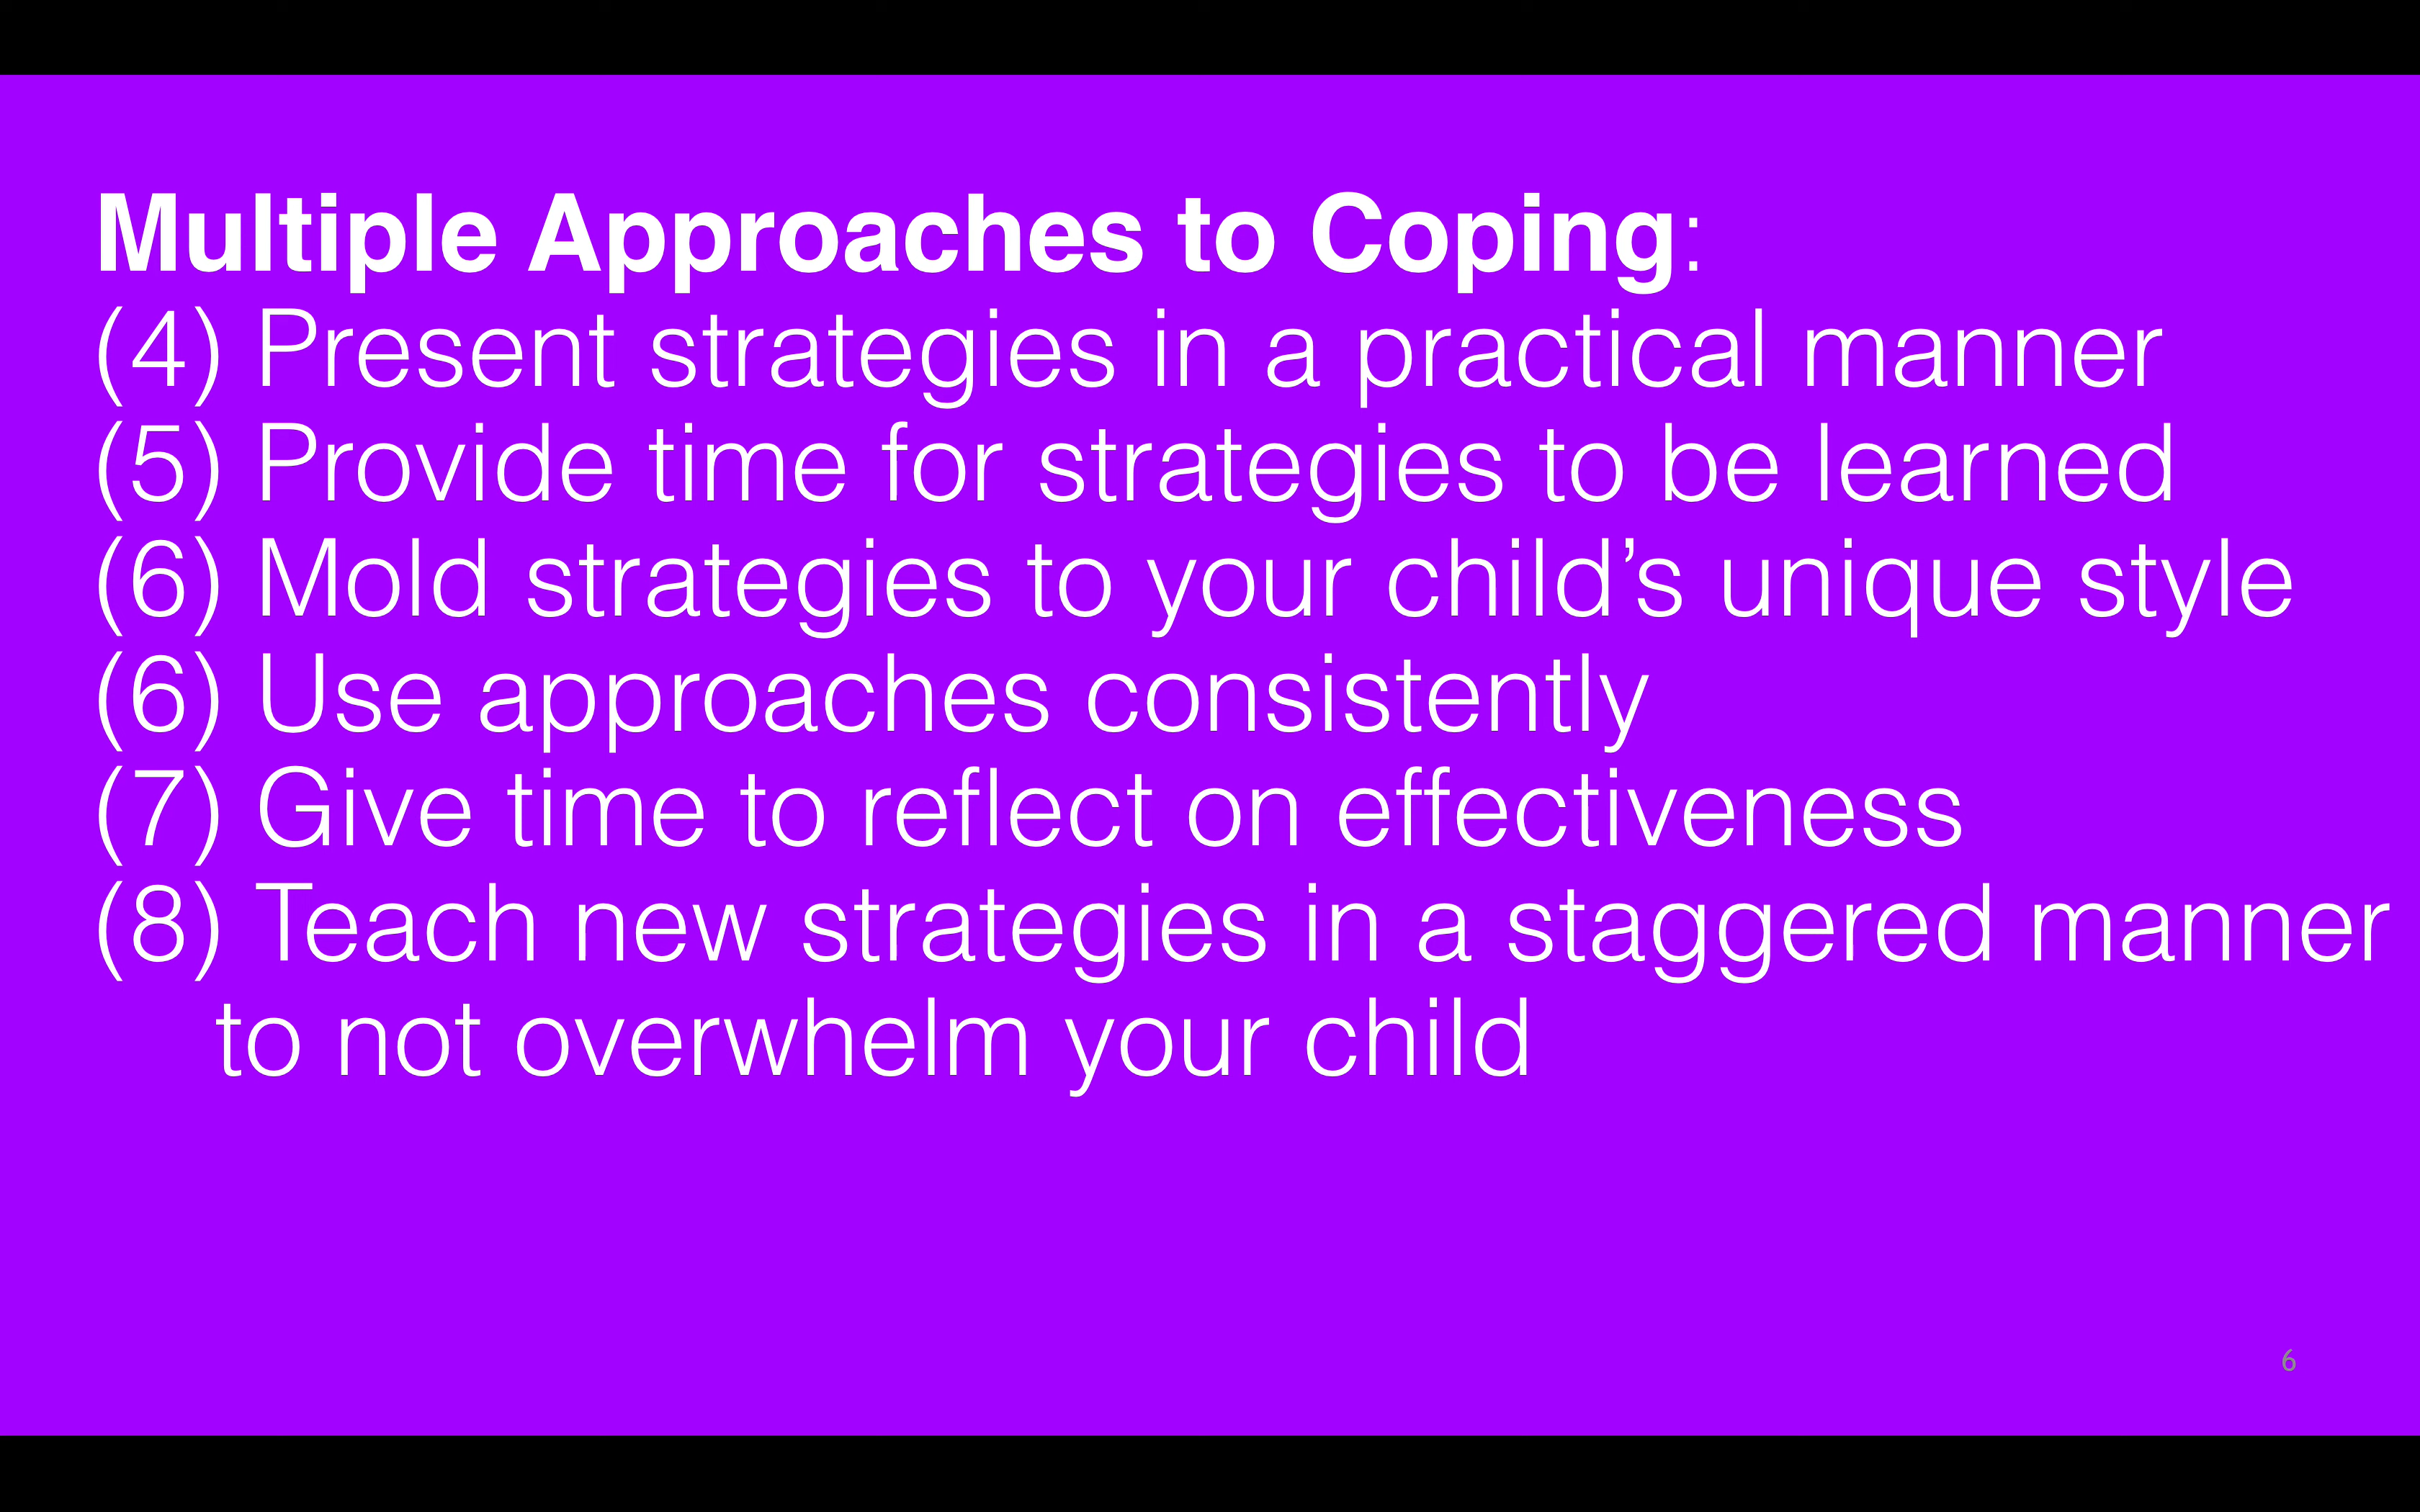 Multiple Approaches to Coping:
(4) Present strategies in a practical manner
(5) Provide time for strategies to be learned
(6) Mold strategies to your child’s unique style
(6) Use approaches consistently
(7) Give time to reflect on effectiveness
(8) Teach new strategies in a staggered manner
to not overwhelm your child
6